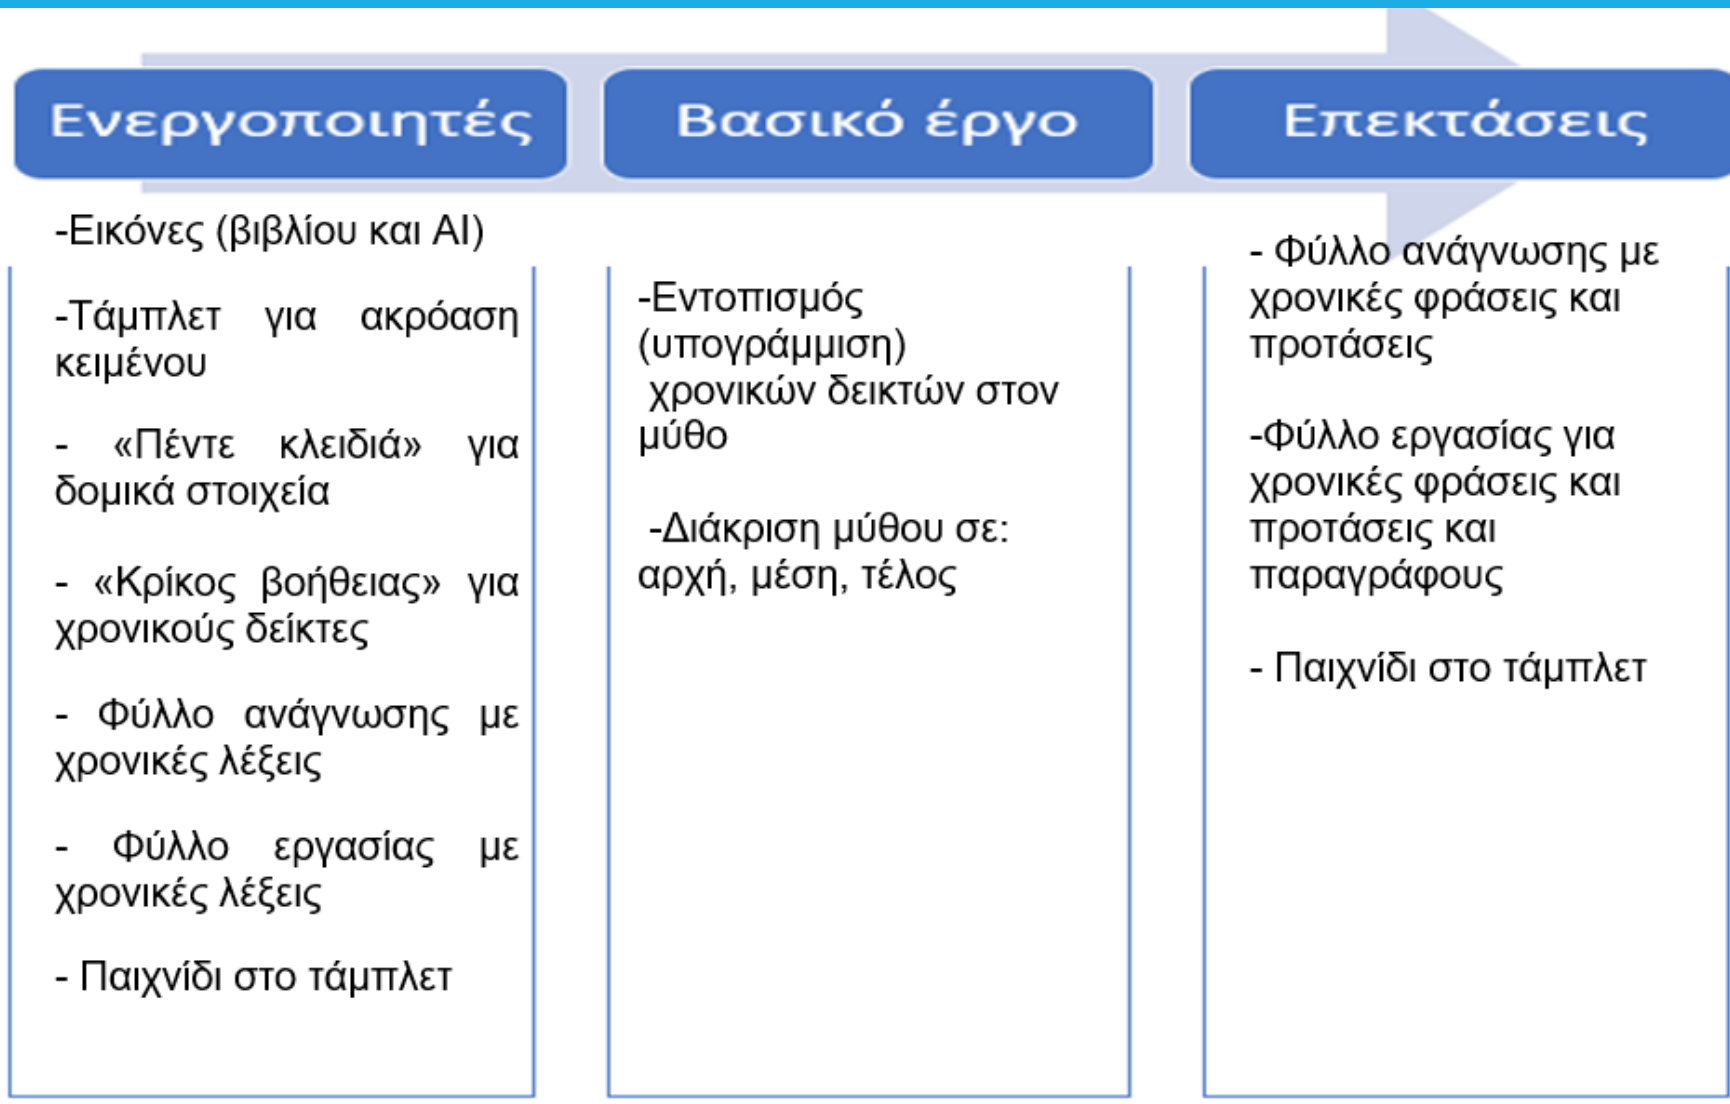 Ενεργοποιητές
-Εικόνες (βιβλίου και AI)
-Τάμπλετ για ακρόαση
κειμένου
- «Πέντε κλειδιά» για
δομικά στοιχεία
- «Κρίκος βοήθειας» για
χρονικούς δείκτες
- Φύλλο ανάγνωσης με
χρονικές λέξεις
- Φύλλο εργασίας με
χρονικές λέξεις
- Παιχνίδι στο τάμπλετ
Βασικό έργο
-Εντοπισμός
(υπογράμμιση)
χρονικών δεικτών στον
μύθο
-Διάκριση μύθου σε:
αρχή, μέση, τέλος
Επεκτάσεις
- Φύλλο ανάγνωσης με
χρονικές φράσεις και
προτάσεις
-Φύλλο εργασίας για
χρονικές φράσεις και
προτάσεις και
παραγράφους
- Παιχνίδι στο τάμπλετ